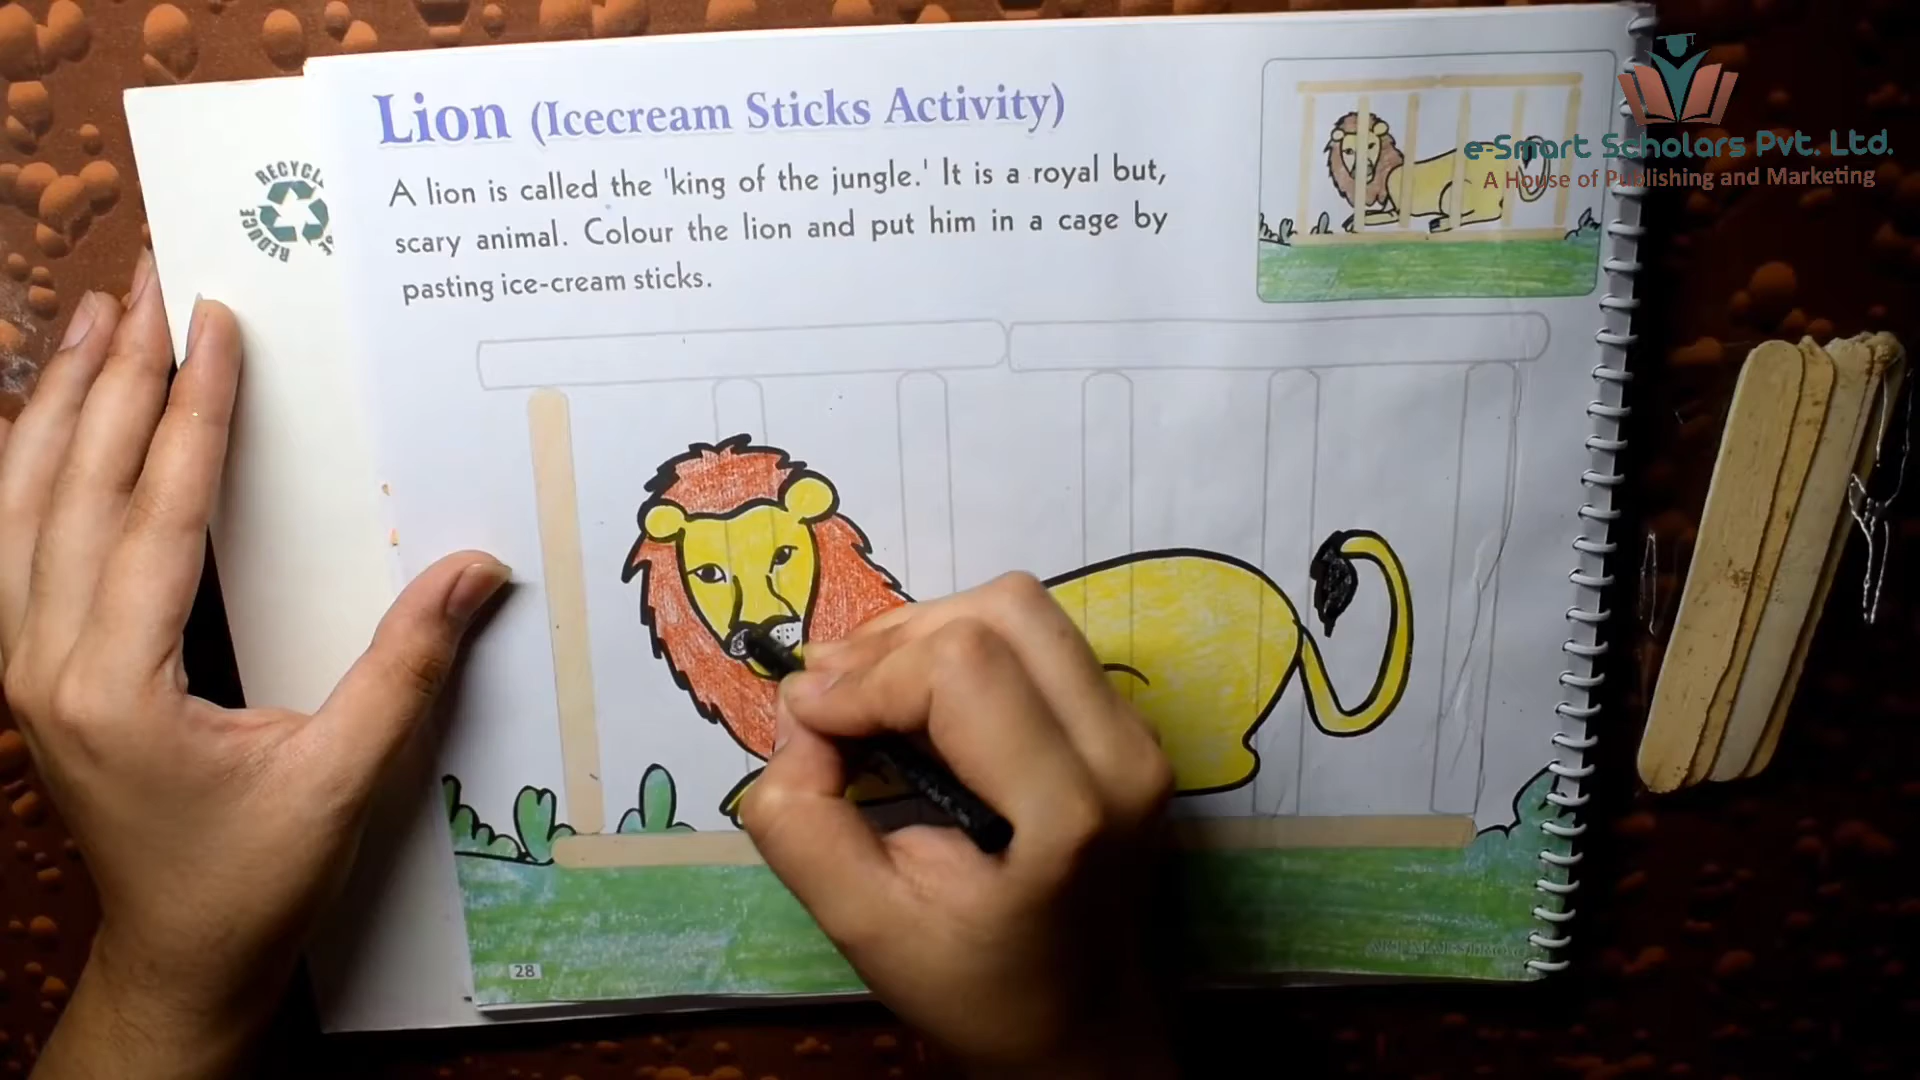 Lion (Icecream Sticks Activity)
A lion is called the 'king of the jungle.' It is a royal but,
scary animal. Colour the lion and put him in a cage by
pasting ice-cream sticks.
e-Smart Scholars Pvt. Ltd.
A House of Publishing and Marketing
RECYCL
REDUCE
28